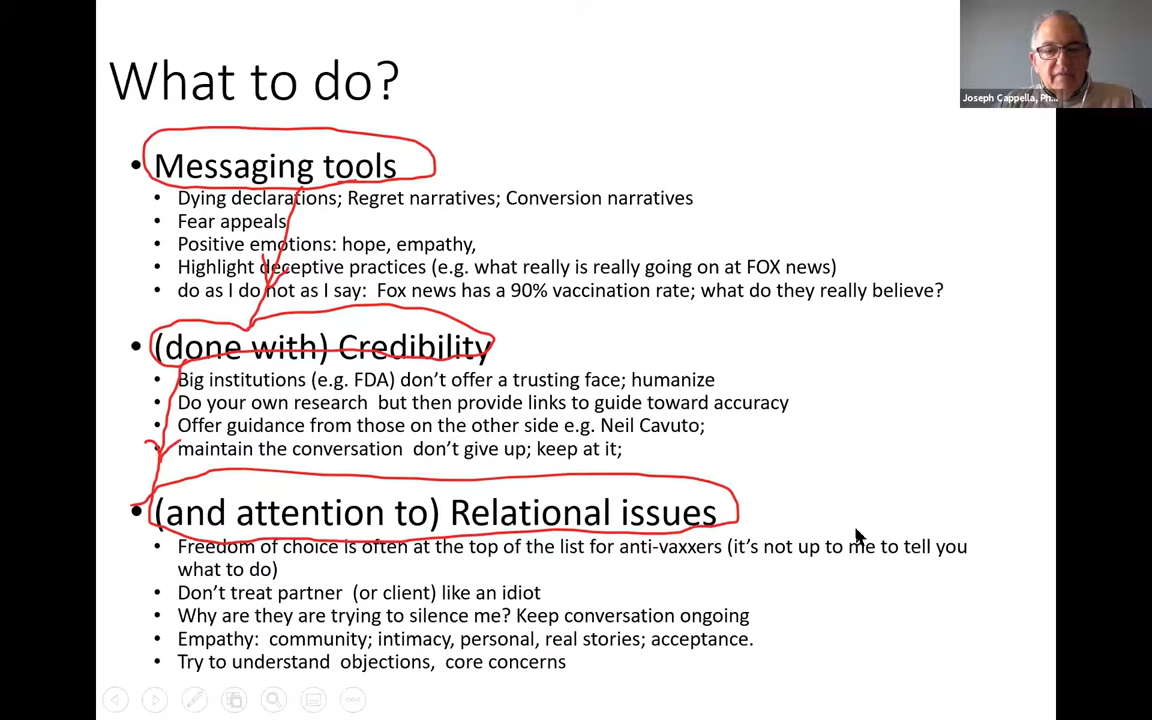 What to do?
Joseph Cappella, Ph...
• Messaging tools
• Dying declarations; Regret narratives; Conversion narratives
• Fear appeals
• Positive emotions: hope, empathy,
• Highlight deceptive practices (e.g. what really is really going on at FOX news)
• do as I do not as I say:  Fox news has a 90% vaccination rate; what do they really believe?
• (done with) Credibility
• Big institutions (e.g. FDA) don’t offer a trusting face; humanize
• Do your own research  but then provide links to guide toward accuracy
• Offer guidance from those on the other side e.g. Neil Cavuto;
• maintain the conversation  don’t give up; keep at it;
• (and attention to) Relational issues
• Freedom of choice is often at the top of the list for anti-vaxxers (it’s not up to me to tell you
what to do)
• Don’t treat partner  (or client) like an idiot
• Why are they are trying to silence me? Keep conversation ongoing
• Empathy:  community; intimacy, personal, real stories; acceptance.
• Try to understand  objections,  core concerns